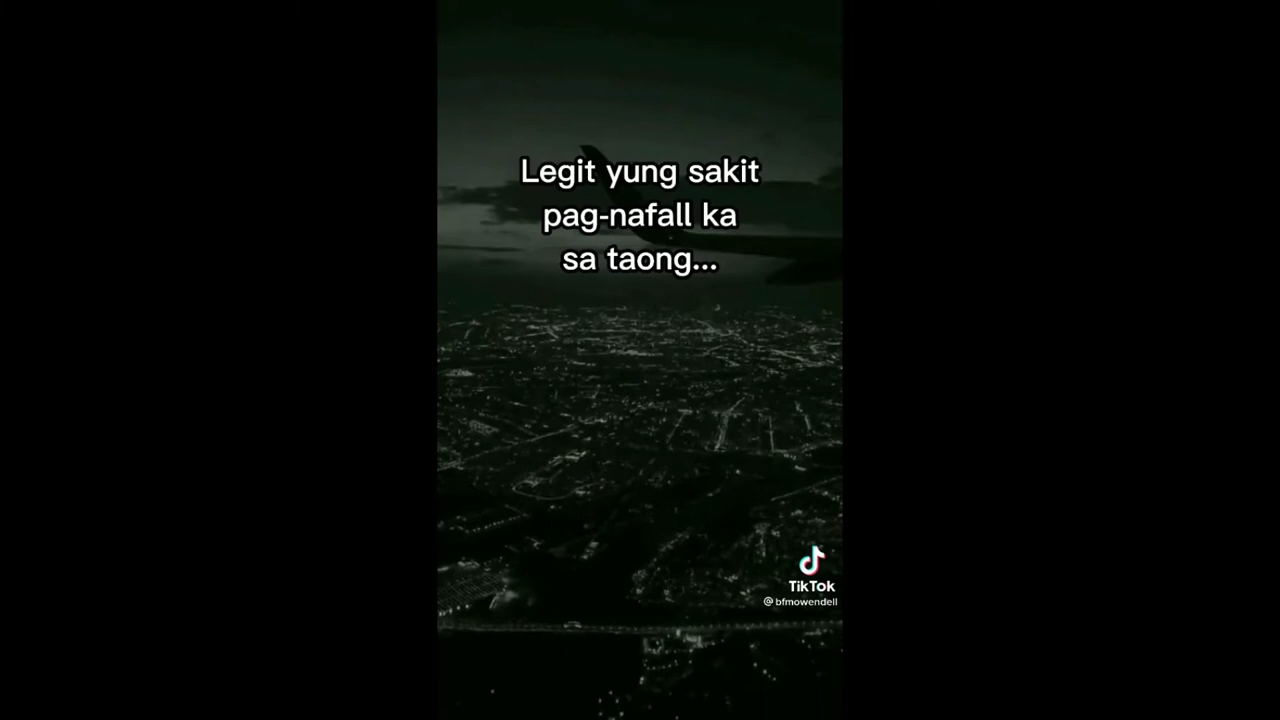 Legit yung sakit
pag-nafall ka
sa taong...
TikTok
@bfmowendell